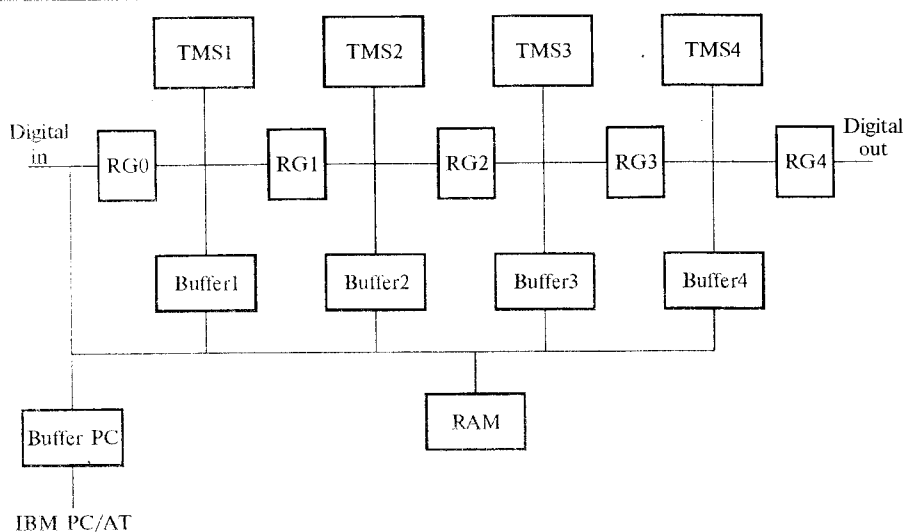 TMS1
TMS2
TMS3
TMS4
Digital
in
RG0
RG1
RG2
RG3
RG4
Digital
out
Buffer1
Buffer2
Buffer3
Buffer4
RAM
Buffer PC
IBM PC/AT